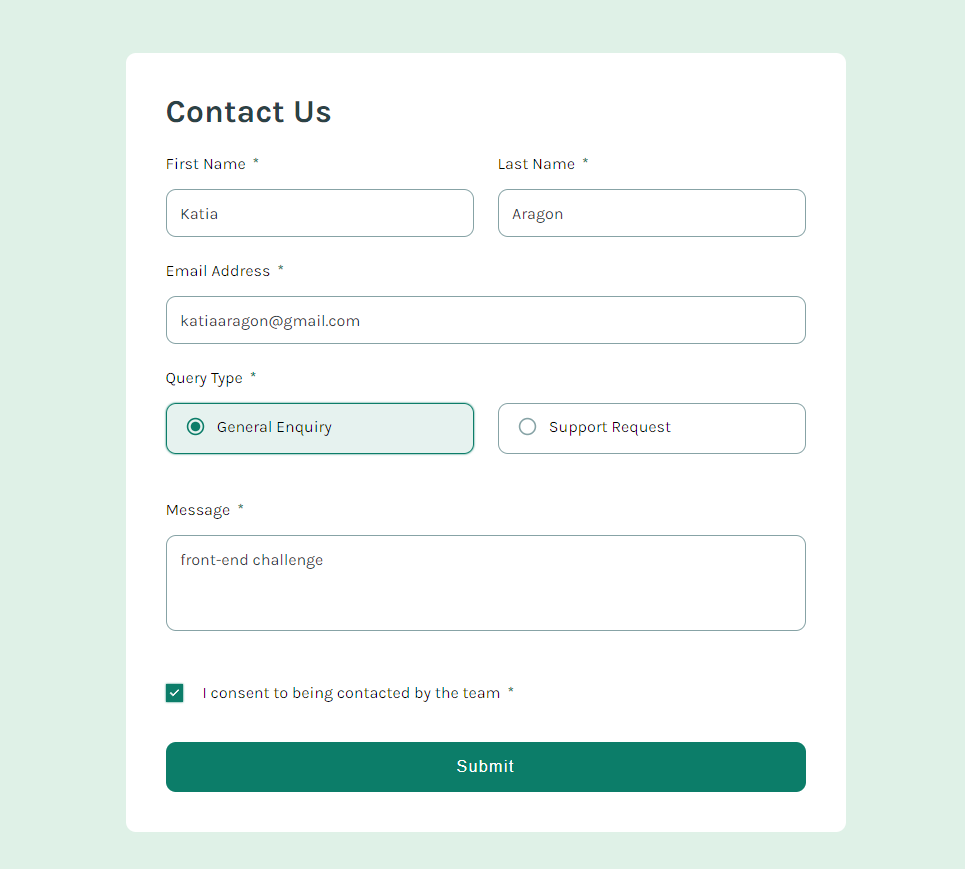 Contact Us
First Name *
Last Name *
Katia
Aragon
Email Address *
katiaaragon@gmail.com
Query Type *
General Enquiry
Support Request
Message *
front-end challenge
I consent to being contacted by the team *
Submit